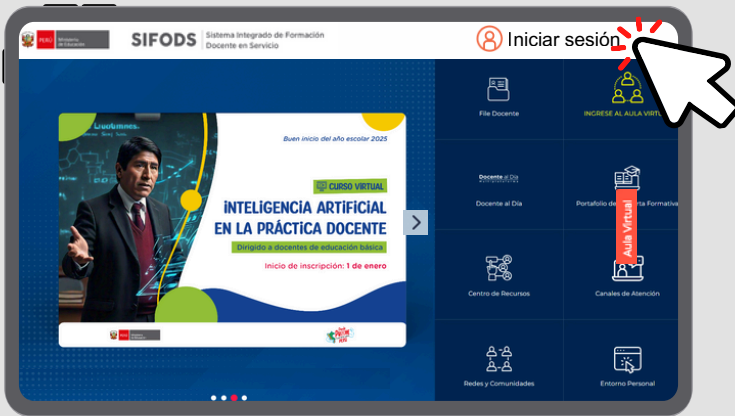 PERÚ
Ministerio
de Educación
SIFODS
Sistema Integrado de Formación
Docente en Servicio
Iniciar sesión
Buen inicio del año escolar 2025
CURSO VIRTUAL
INTELIGENCIA ARTIFICIAL
EN LA PRÁCTICA DOCENTE
Dirigido a docentes de educación básica
Inicio de inscripción: 1 de enero
File Docente
INGRESE AL AULA VIRTU
Docente al Día
Docente al Día
Portafolio de
rta Formativa
Aula Virtual
Centro de Recursos
Canales de Atención
Redes y Comunidades
Entorno Personal